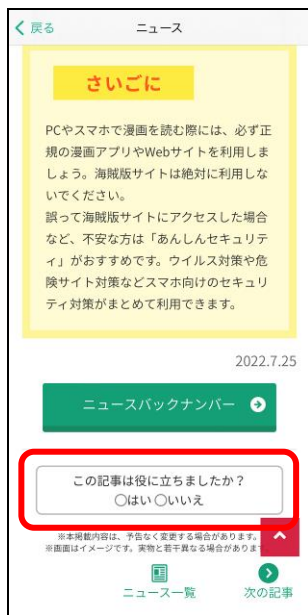 戻る ニュース
さいごに
PCやスマホで漫画を読む際には、必ず正
規の漫画アプリやWebサイトを利用しま
しょう。海賊版サイトは絶対に利用しな
いでください。
誤って海賊版サイトにアクセスした場合
など、不安な方は「あんしんセキュリテ
ィ」がおすすめです。ウイルス対策や危
険サイト対策などスマホ向けのセキュリ
ティ対策がまとめて利用できます。
2022.7.25
ニュースバックナンバー
この記事は役に立ちましたか？
○はい○いいえ
※本掲載内容は、予告なく変更する場合があります。
※画面はイメージです。実物と若干異なる場合がありま
ニュース一覧 次の記事